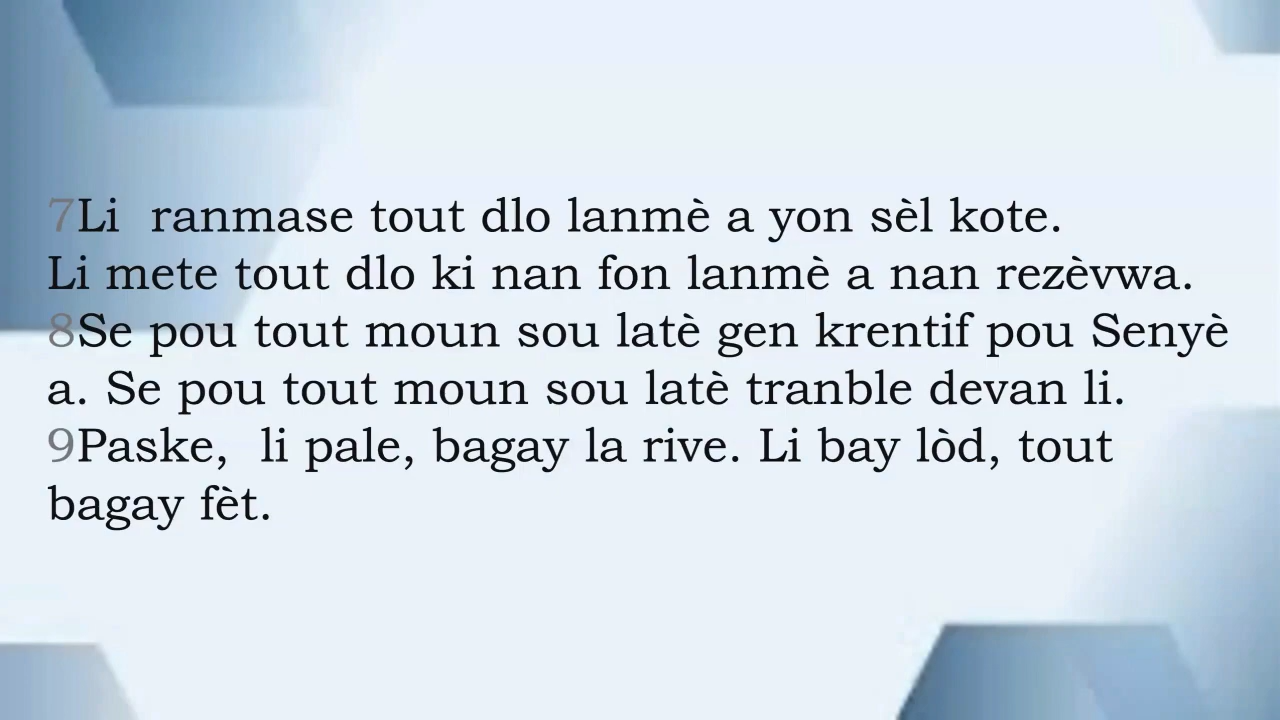 7Li  ranmase tout dlo lanmè a yon sèl kote.
Li mete tout dlo ki nan fon lanmè a nan rezèvwa.
8Se pou tout moun sou latè gen krentif pou Senyè
a. Se pou tout moun sou latè tranble devan li.
9Paske,  li pale, bagay la rive. Li bay lòd, tout
bagay fèt.